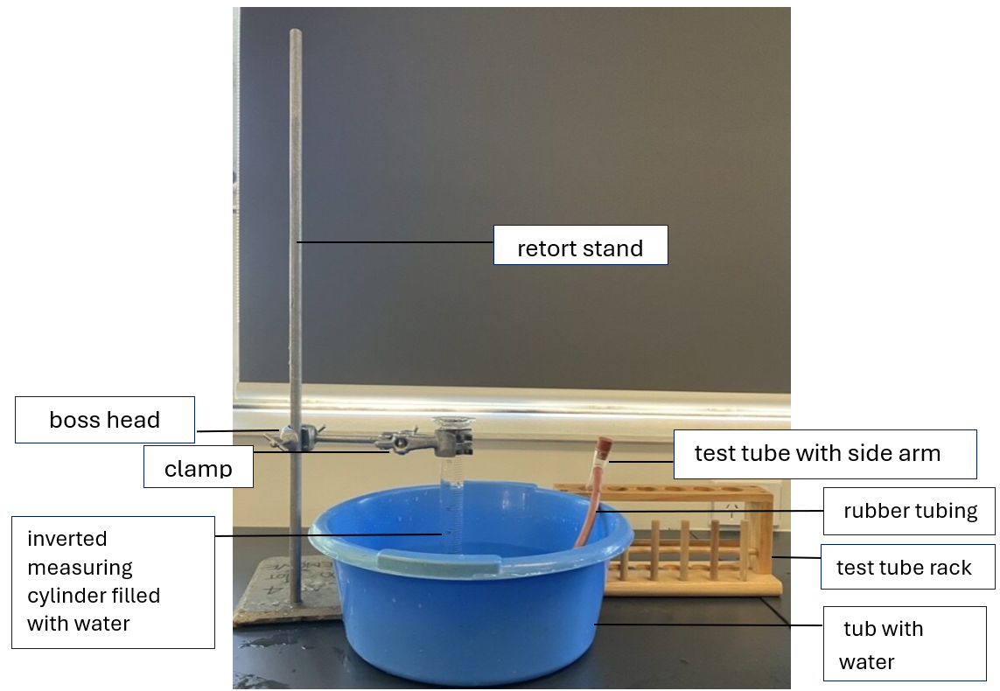 retort stand
boss head
clamp
test tube with side arm
rubber tubing
inverted
measuring
cylinder filled
with water
test tube rack
tub with
water